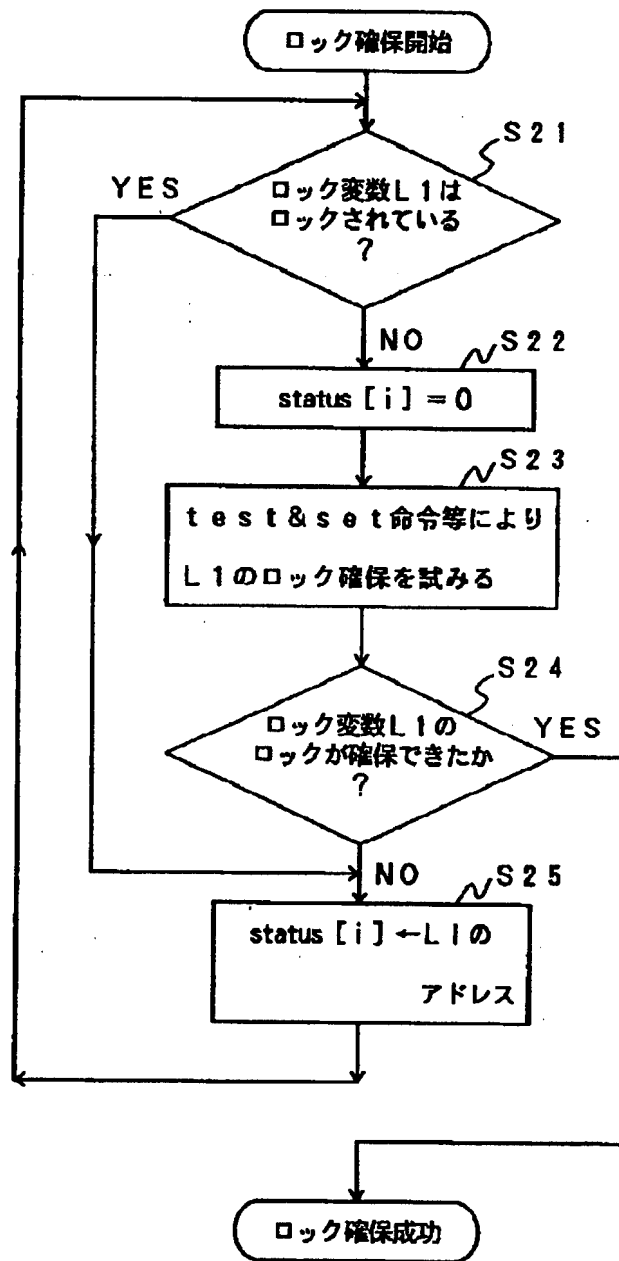 ロック確保開始
S21
YES
ロック変数L1は
ロックされている
?
NO
S22
status[i]=0
S23
test&set命令等により
L1のロック確保を試みる
S24
ロック変数L1の
ロックが確保できたか
?
YES
NO
S25
status[i]←L1の
アドレス
ロック確保成功